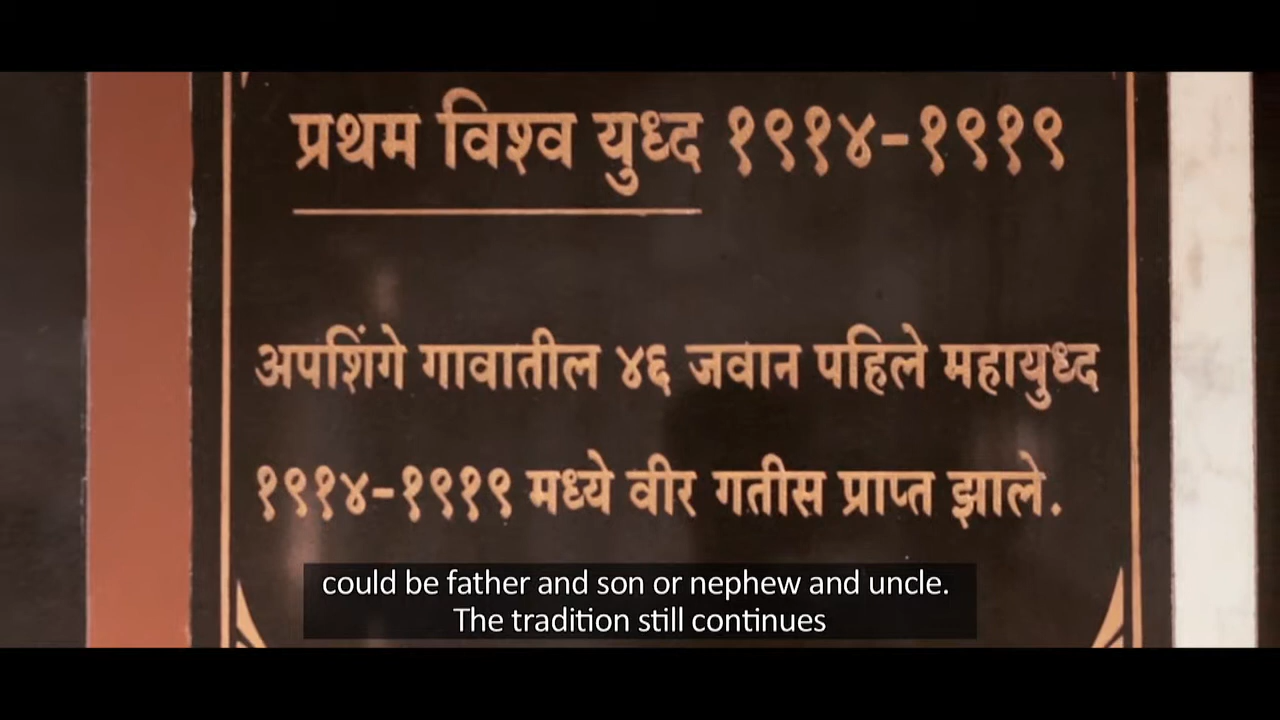 प्रथम विश्व युध्द १९१४-१९१९
अपशिंगे गावातील ४६ जवान पहिले महायुध्द
१९१४-१९१९ मध्ये वीर गतीस प्राप्त झाले.
could be father and son or nephew and uncle.
The tradition still continues